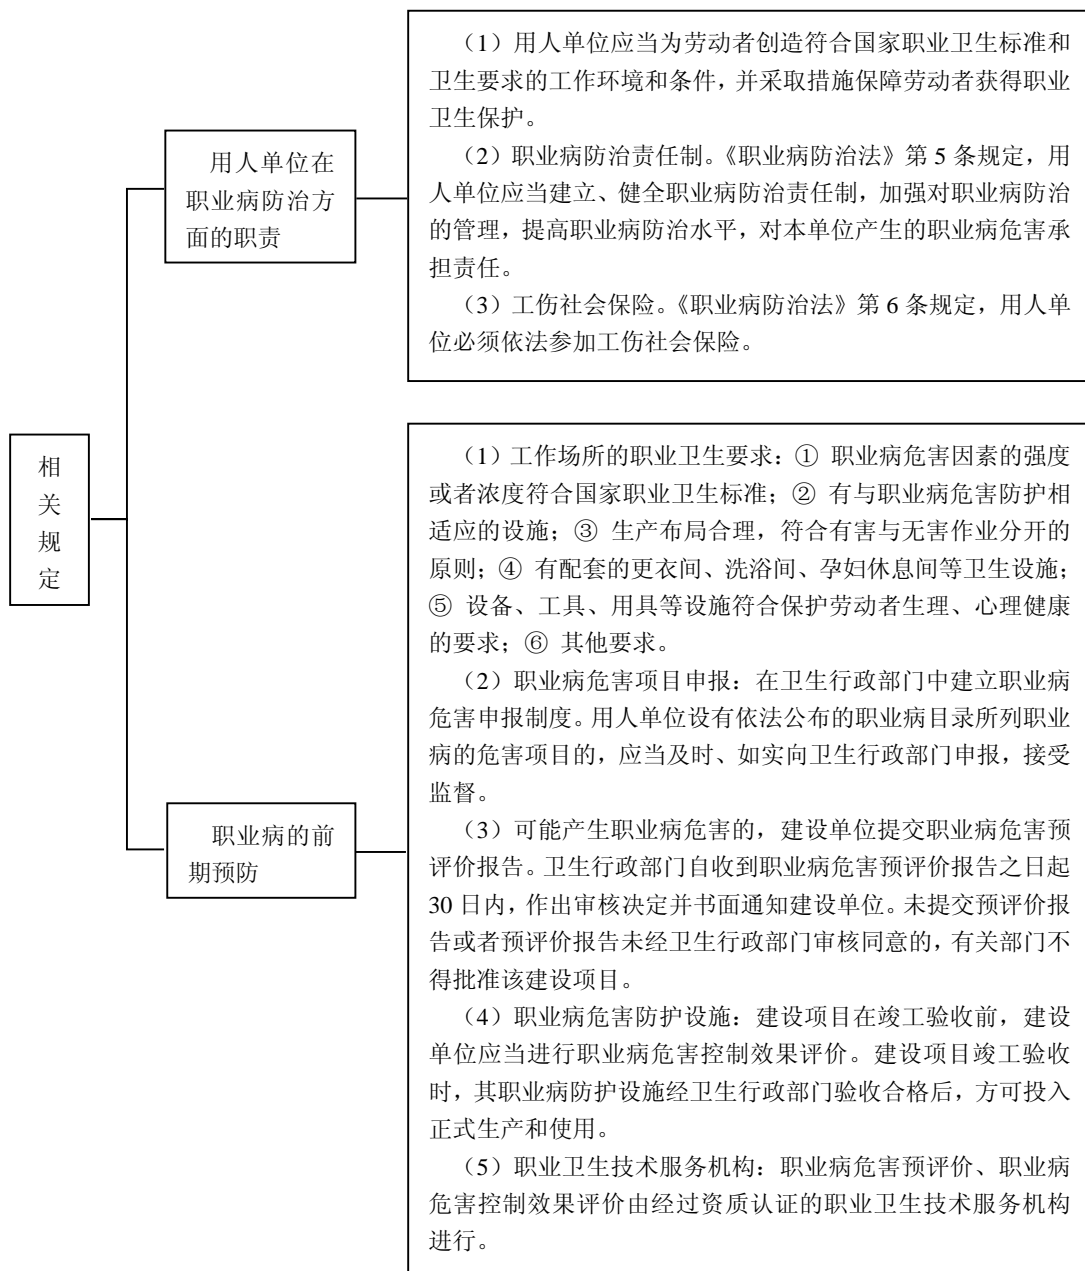 相
关
规
定
用人单位在
职业病防治方
面的职责
（1）用人单位应当为劳动者创造符合国家职业卫生标准和
卫生要求的工作环境和条件，并采取措施保障劳动者获得职业
卫生保护。
（2）职业病防治责任制。《职业病防治法》第 5 条规定，用
人单位应当建立、健全职业病防治责任制，加强对职业病防治
的管理，提高职业病防治水平，对本单位产生的职业病危害承
担责任。
（3）工伤社会保险。《职业病防治法》第 6 条规定，用人单
位必须依法参加工伤社会保险。
职业病的前
期预防
（1）工作场所的职业卫生要求：① 职业病危害因素的强度
或者浓度符合国家职业卫生标准；② 有与职业病危害防护相
适应的设施；③ 生产布局合理，符合有害与无害作业分开的
原则；④ 有配套的更衣间、洗浴间、孕妇休息间等卫生设施；
⑤ 设备、工具、用具等设施符合保护劳动者生理、心理健康
的要求；⑥ 其他要求。
（2）职业病危害项目申报：在卫生行政部门中建立职业病
危害申报制度。用人单位设有依法公布的职业病目录所列职业
病的危害项目的，应当及时、如实向卫生行政部门申报，接受
监督。
（3）可能产生职业病危害的，建设单位提交职业病危害预
评价报告。卫生行政部门自收到职业病危害预评价报告之日起
30 日内，作出审核决定并书面通知建设单位。未提交预评价报
告或者预评价报告未经卫生行政部门审核同意的，有关部门不
得批准该建设项目。
（4）职业病危害防护设施：建设项目在竣工验收前，建设
单位应当进行职业病危害控制效果评价。建设项目竣工验收
时，其职业病防护设施经卫生行政部门验收合格后，方可投入
正式生产和使用。
（5）职业卫生技术服务机构：职业病危害预评价、职业病
危害控制效果评价由经过资质认证的职业卫生技术服务机构
进行。